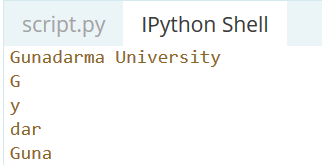 script.py IPython Shell
Gunadarma University
G
y
dar
Guna